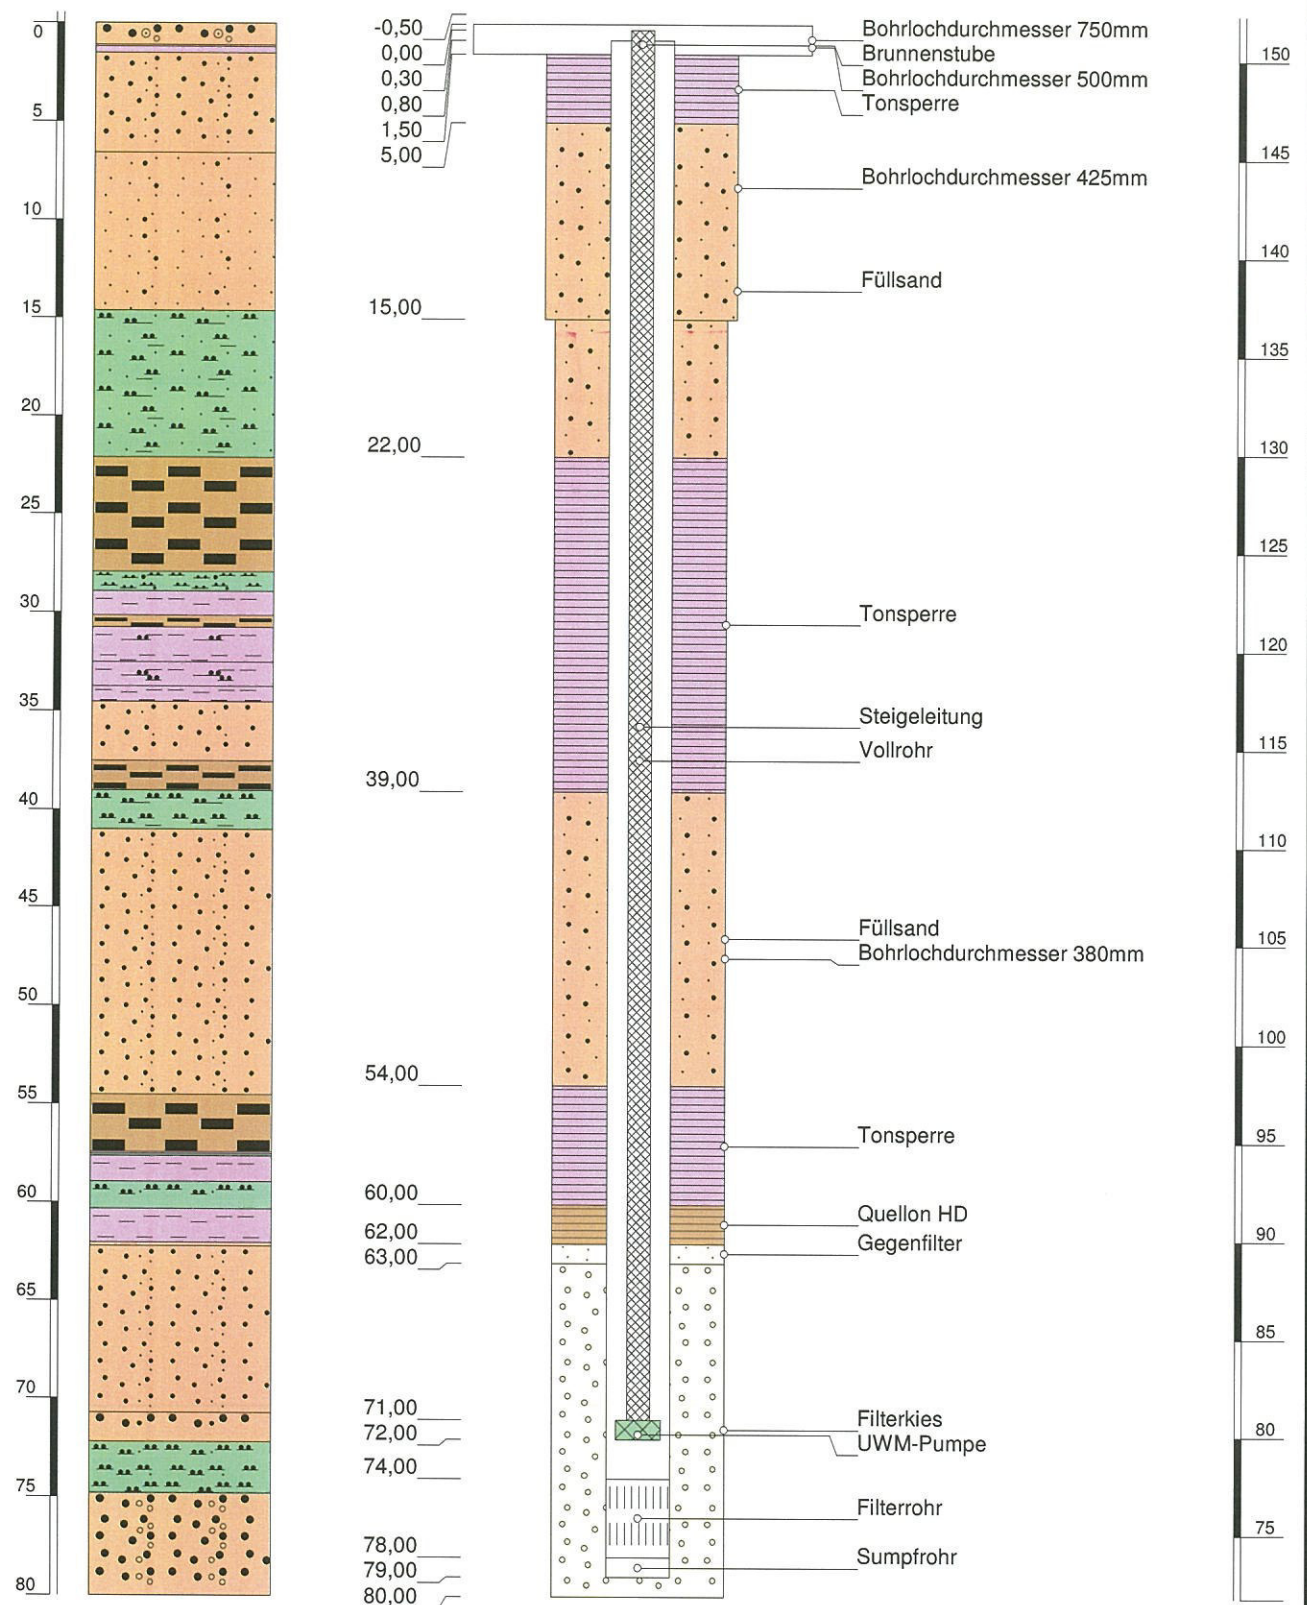 0
5
10
15
20
25
30
35
40
45
50
55
60
65
70
75
80
-0,50
0,00
0,30
0,80
1,50
5,00
15,00
22,00
39,00
54,00
60,00
62,00
63,00
71,00
72,00
74,00
78,00
79,00
80,00
Bohrlochdurchmesser 750mm
Brunnenstube
Bohrlochdurchmesser 500mm
Tonsperre
Bohrlochdurchmesser 425mm
Füllsand
Tonsperre
Steigeleitung
Vollrohr
Füllsand
Bohrlochdurchmesser 380mm
Tonsperre
Quellon HD
Gegenfilter
Filterkies
UWM-Pumpe
Filterrohr
Sumpfrohr
150
145
140
135
130
125
120
115
110
105
100
95
90
85
80
75